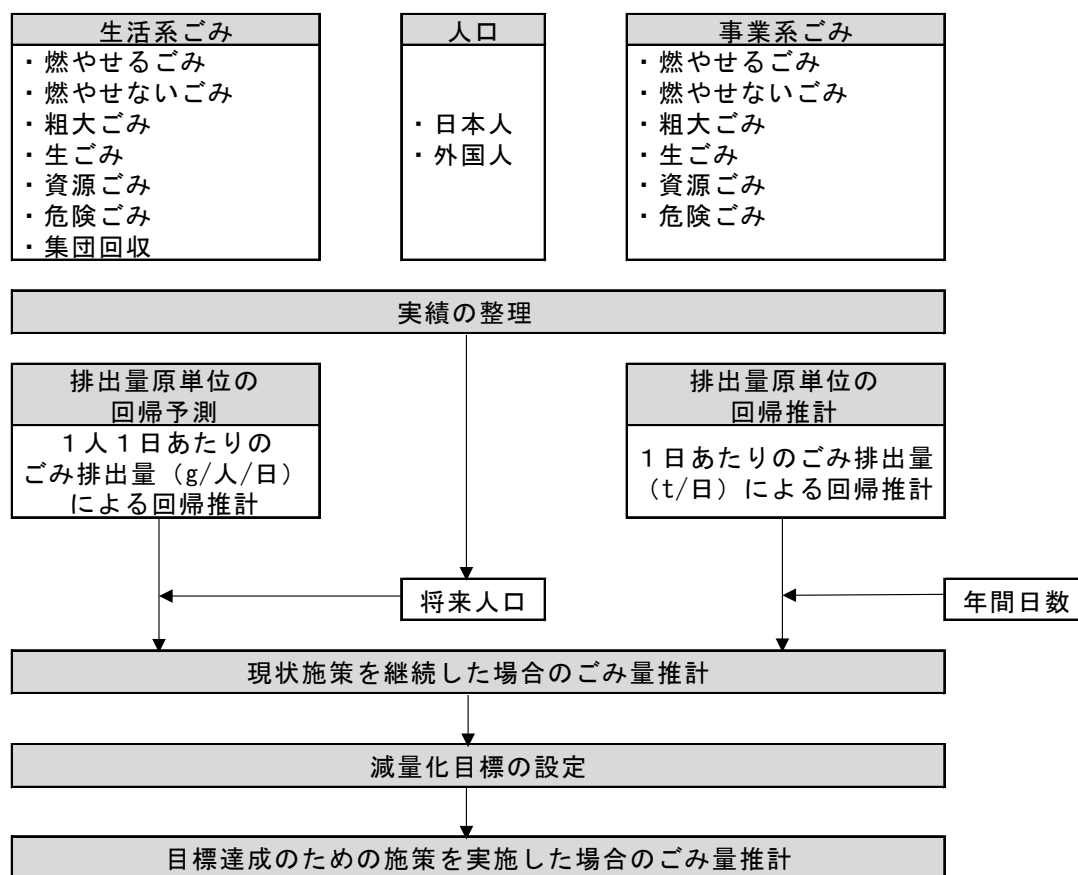 生活系ごみ
・燃やせるごみ
・燃やせないごみ
・粗大ごみ
・生ごみ
・資源ごみ
・危険ごみ
・集団回収
人口
・日本人
・外国人
事業系ごみ
・燃やせるごみ
・燃やせないごみ
・粗大ごみ
・生ごみ
・資源ごみ
・危険ごみ
実績の整理
排出量原単位の
回帰予測
1人1日あたりの
ごみ排出量（g/人/日）
による回帰推計
排出量原単位の
回帰推計
1日あたりのごみ排出量
（t/日）による回帰推計
将来人口
年間日数
現状施策を継続した場合のごみ量推計
減量化目標の設定
目標達成のための施策を実施した場合のごみ量推計